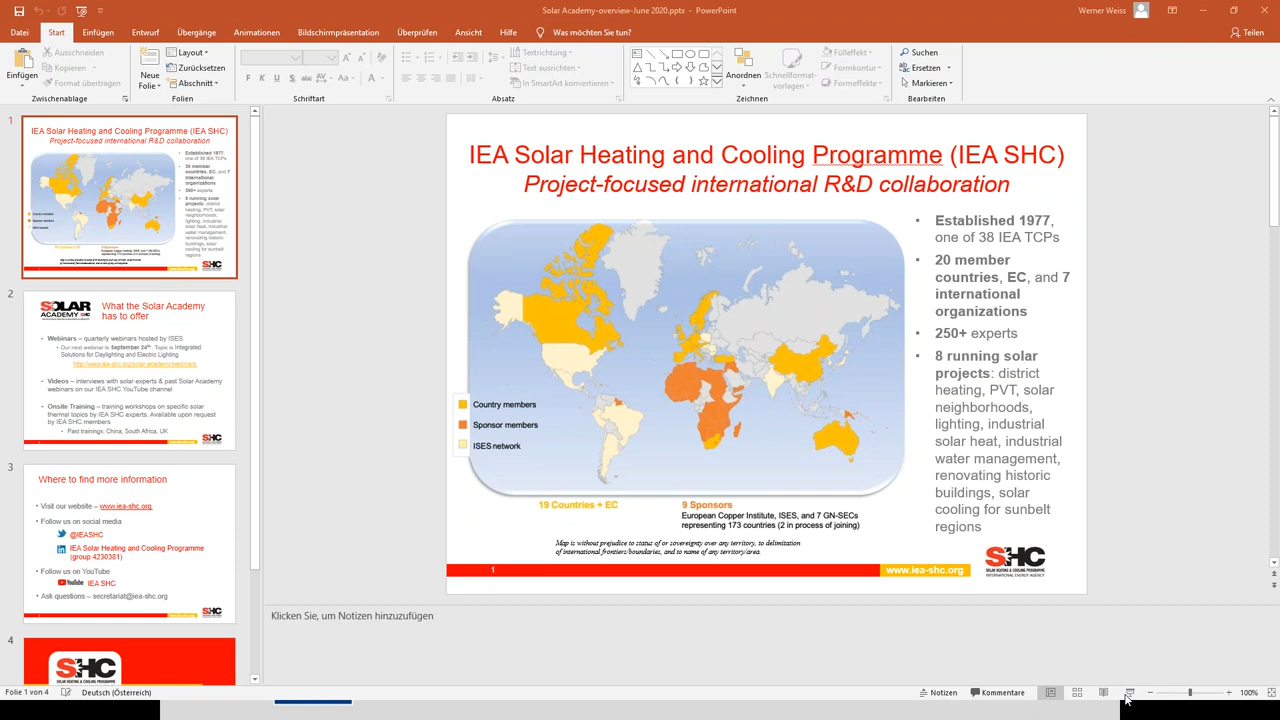 Solar Academy-overview-June 2020.pptx - PowerPoint
Werner Weiss
Datei Start Einfügen Entwurf Übergänge Animationen Bildschirmpräsentation Überprüfen Ansicht Hilfe Was möchten Sie tun? Teilen
Einfügen
Ausschneiden
Kopieren
Format übertragen
Zwischenablage
Neue Folie
Layout
Zurücksetzen
Abschnitt
Folien
F K U S abc AV Aa A
Schriftart
Textrichtung
Text ausrichten
In SmartArt konvertieren
Absatz
Anordnen
Schnellformat-
vorlagen
Fülleffekt
Formkontur
Formeffekte
Zeichnen
Suchen
Ersetzen
Markieren
Bearbeiten
1
IEA Solar Heating and Cooling Programme (IEA SHC)
Project-focused international R&D collaboration
Established 1977,
one of 38 IEA TCPs
20 member
countries, EC, and 7
international
organizations
250+ experts
8 running solar
projects: district
heating, PVT, solar
neighborhoods,
lighting, industrial
solar heat, industrial
water management,
renovating historic
buildings, solar
cooling for sunbelt
regions
2
SOLAR
ACADEMY
What the Solar Academy
has to offer
• Webinars – quarterly webinars hosted by ISES
• Our next webinar is September 24th. Topic is Integrated
Solutions for Daylighting and Electric Lighting
http://www.iea-shc.org/solar-academy/webinars
• Videos – interviews with solar experts & past Solar Academy
webinars on our IEA SHC YouTube channel
• Onsite Training – training workshops on specific solar
thermal topics by IEA SHC experts. Available upon request
by IEA SHC members
• Past trainings: China, South Africa, UK
SHC
3
Where to find more information
• Visit our website – www.iea-shc.org
• Follow us on social media
@IEASHC
IEA Solar Heating and Cooling Programme
(group 4230381)
• Follow us on YouTube
YouTube IEA SHC
• Ask questions – secretariat@iea-shc.org
SHC
4
SHC
IEA Solar Heating and Cooling Programme (IEA SHC)
Project-focused international R&D collaboration
Country members
Sponsor members
ISES network
19 Countries + EC
9 Sponsors
European Copper Institute, ISES, and 7 GN-SECs
representing 173 countries (2 in process of joining)
• Established 1977,
one of 38 IEA TCPs
• 20 member
countries, EC, and 7
international
organizations
• 250+ experts
• 8 running solar
projects: district
heating, PVT, solar
neighborhoods,
lighting, industrial
solar heat, industrial
water management,
renovating historic
buildings, solar
cooling for sunbelt
regions
Map is without prejudice to status of or sovereignty over any territory, to delimitation
of international frontiers/boundaries, and to name of any territory/area.
1
www.iea-shc.org
SHC
SOLAR HEATING & COOLING PROGRAMME
INTERNATIONAL ENERGY AGENCY
Klicken Sie, um Notizen hinzuzufügen
Folie 1 von 4 Deutsch (Österreich) Notizen Kommentare 100%